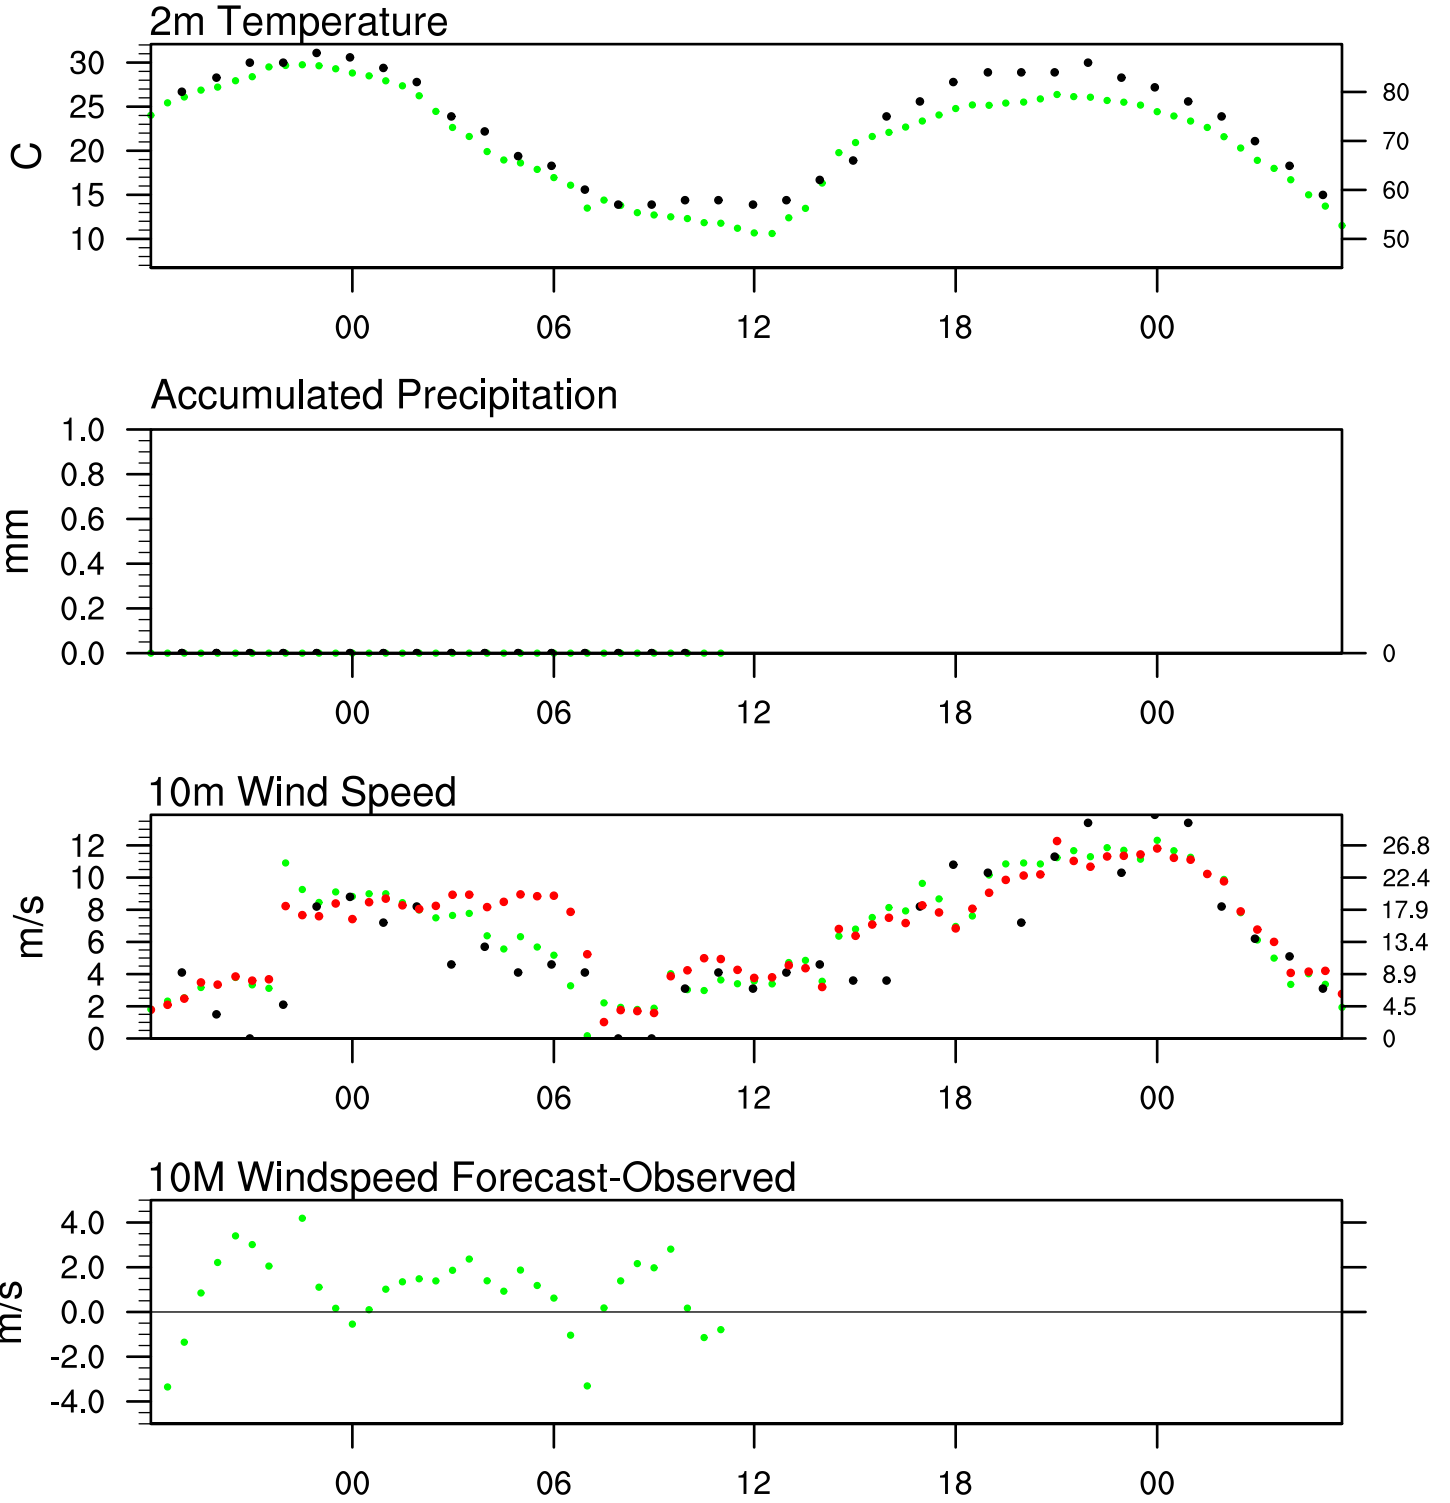 2m Temperature
30
25
20
15
10
C
80
70
60
50
00 06 12 18 00
Accumulated Precipitation
1.0
0.8
0.6
0.4
0.2
0.0
mm
0
00 06 12 18 00
10m Wind Speed
12
10
8
6
4
2
0
m/s
26.8
22.4
17.9
13.4
8.9
4.5
0
00 06 12 18 00
10M Windspeed Forecast-Observed
4.0
2.0
0.0
-2.0
-4.0
m/s
00 06 12 18 00